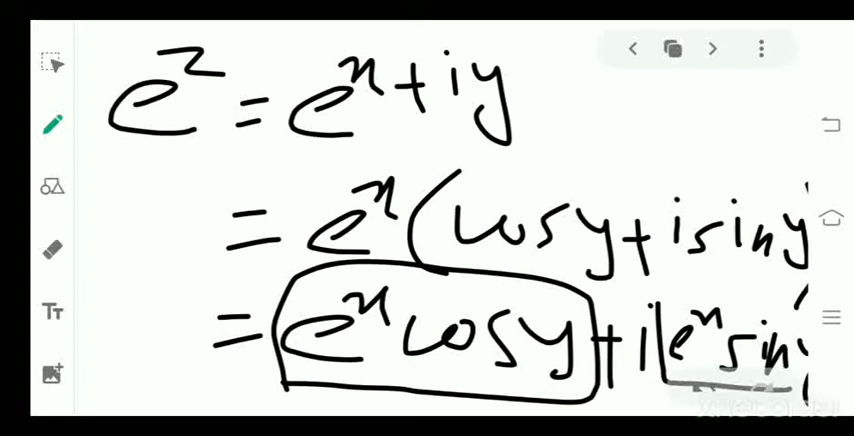 e^z = e^{x+iy}
= e^x (cosy + i siny
= e^x cosy + i e^x sin